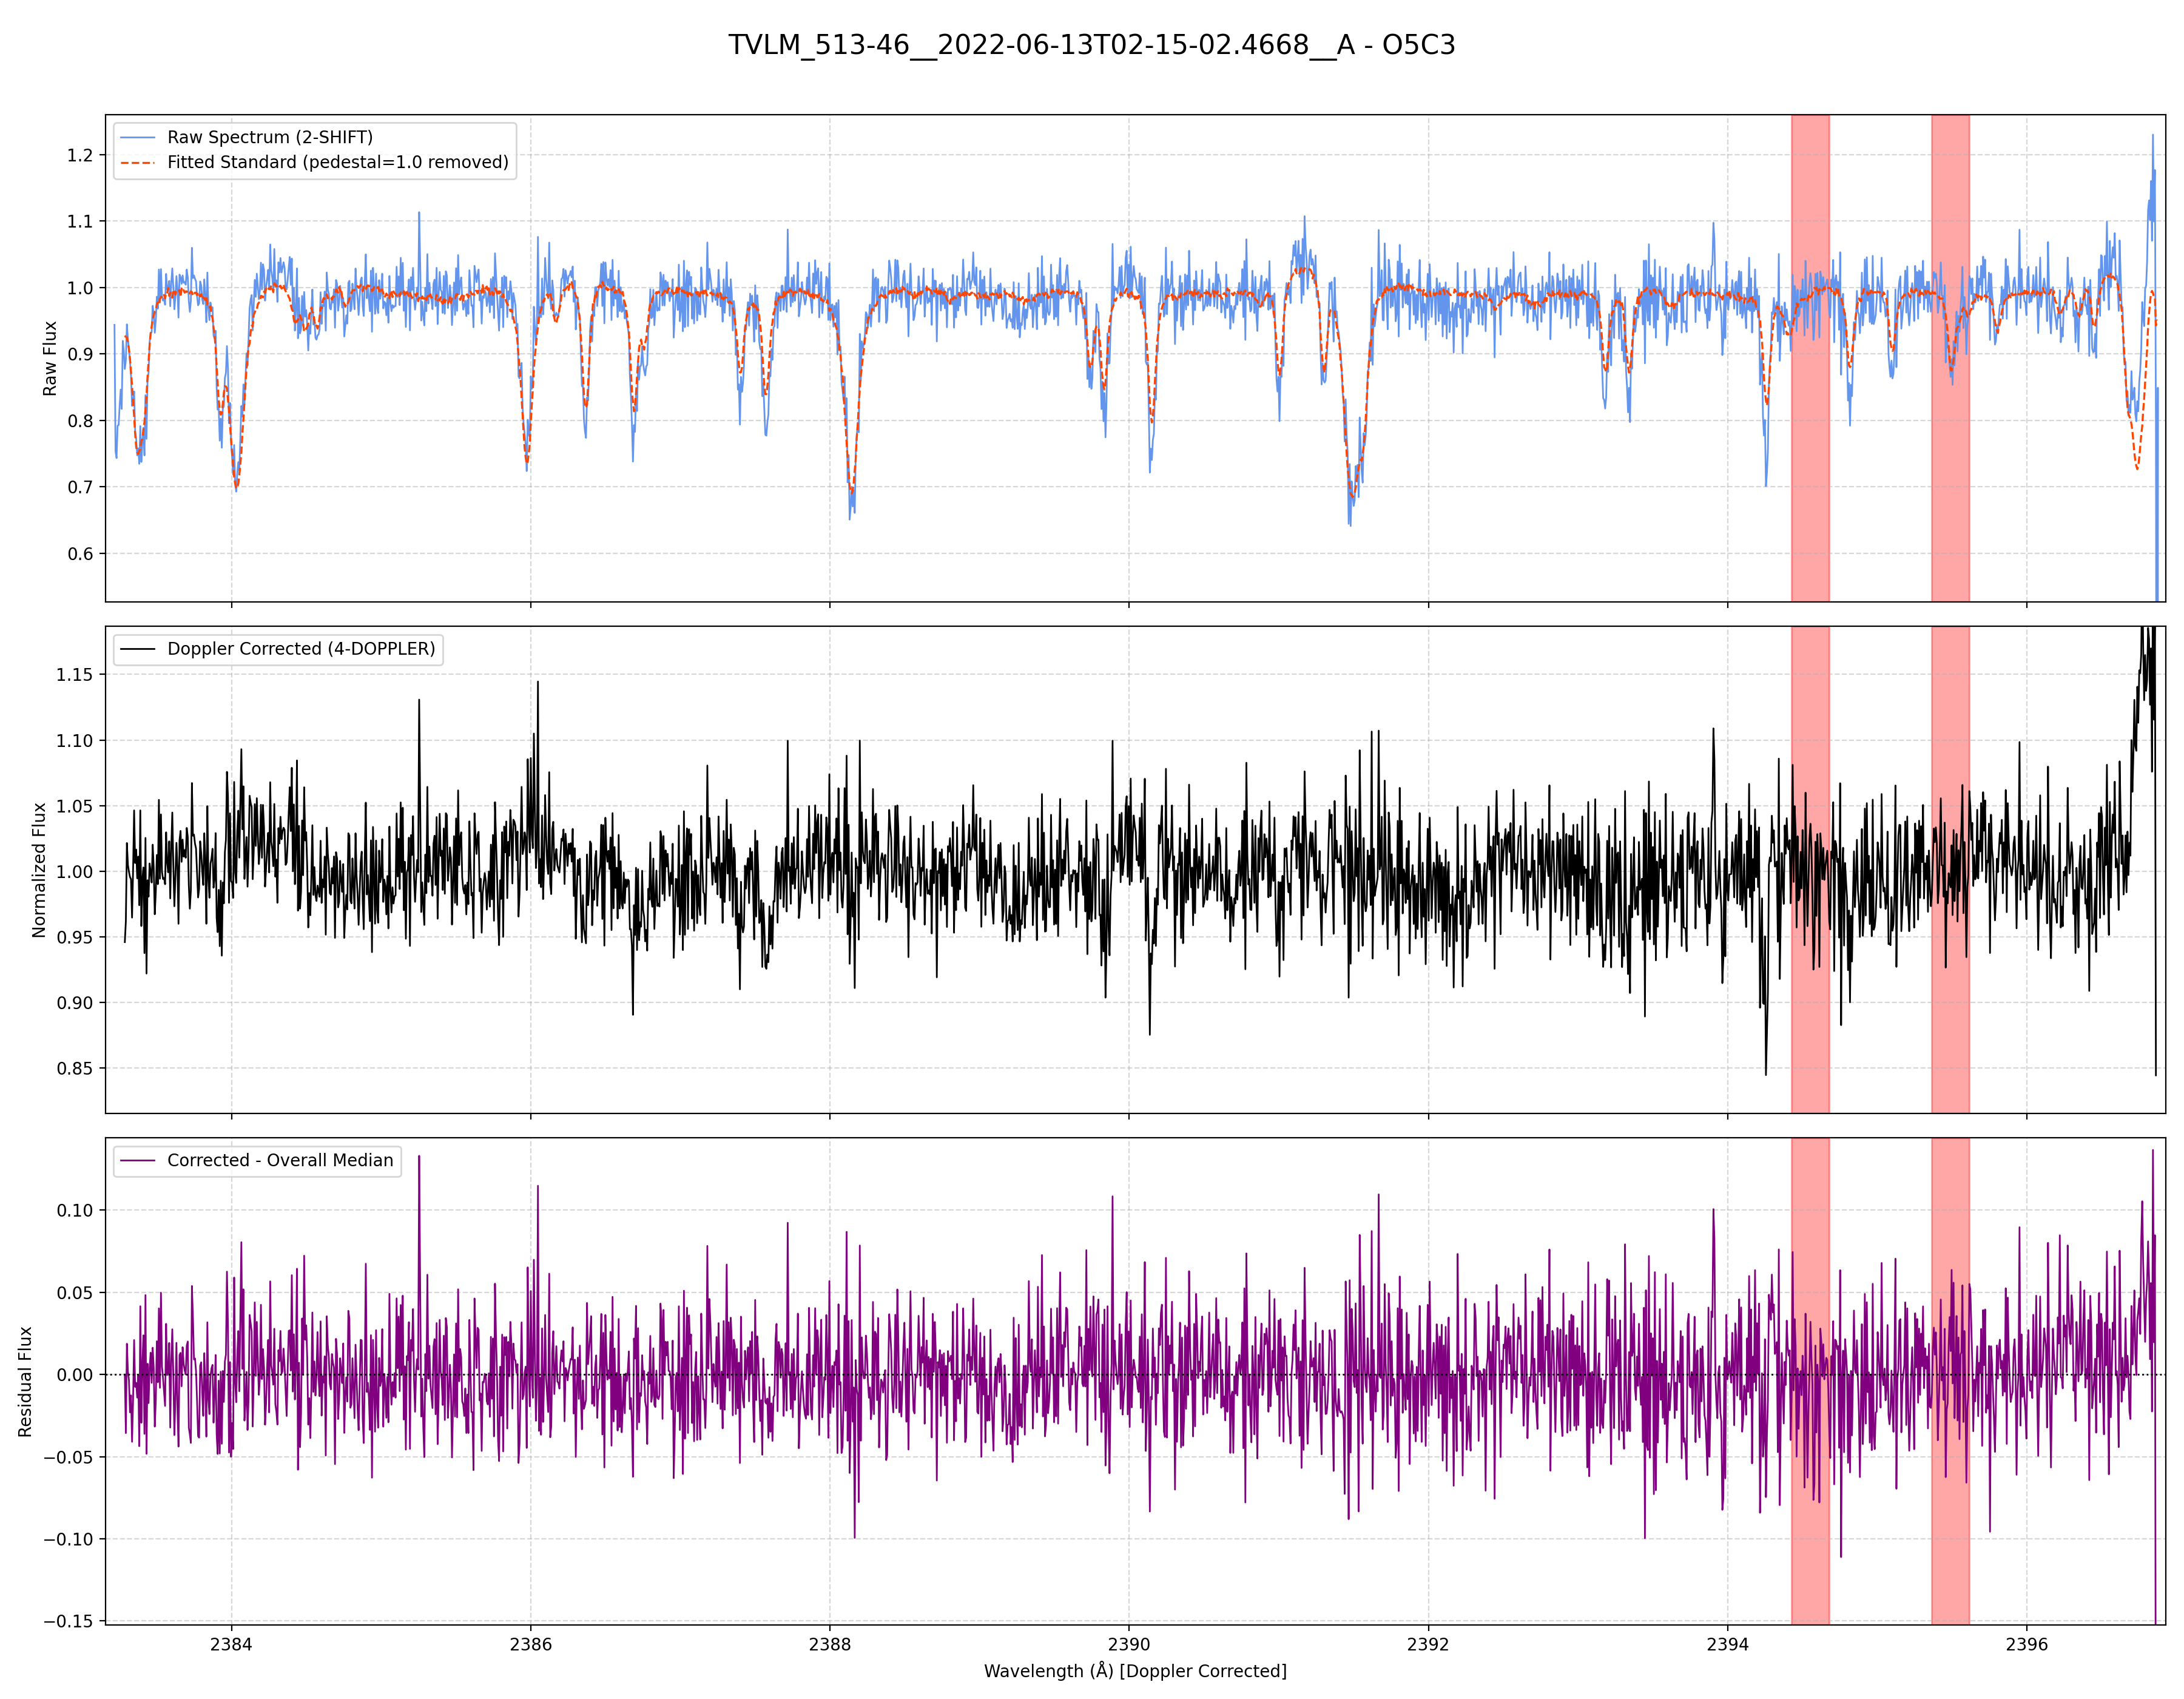 TVLM_513-46__2022-06-13T02-15-02.4668__A - O5C3
Raw Spectrum (2-SHIFT)
Fitted Standard (pedestal=1.0 removed)
Raw Flux
1.2
1.1
1.0
0.9
0.8
0.7
0.6
Doppler Corrected (4-DOPPLER)
Normalized Flux
1.15
1.10
1.05
1.00
0.95
0.90
0.85
Corrected - Overall Median
Residual Flux
0.10
0.05
0.00
−0.05
−0.10
−0.15
2384 2386 2388 2390 2392 2394 2396
Wavelength (Å) [Doppler Corrected]